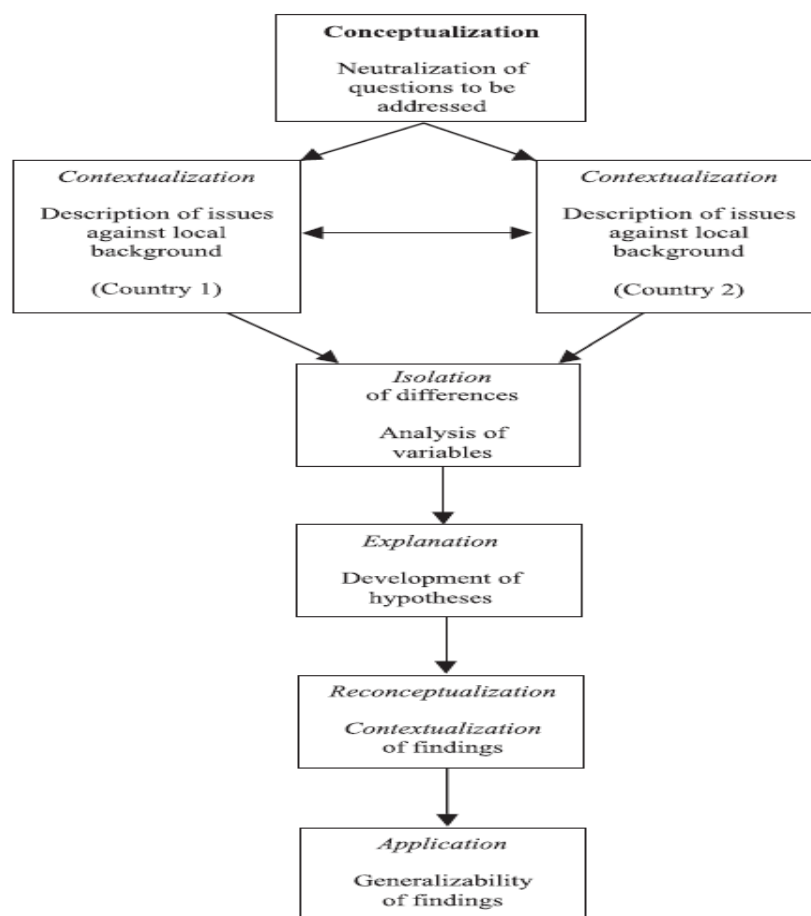 Conceptualization
Neutralization of
questions to be
addressed
Contextualization
Description of issues
against local
background
(Country 1)
Contextualization
Description of issues
against local
background
(Country 2)
Isolation
of differences
Analysis of
variables
Explanation
Development of
hypotheses
Reconceptualization
Contextualization
of findings
Application
Generalizability
of findings